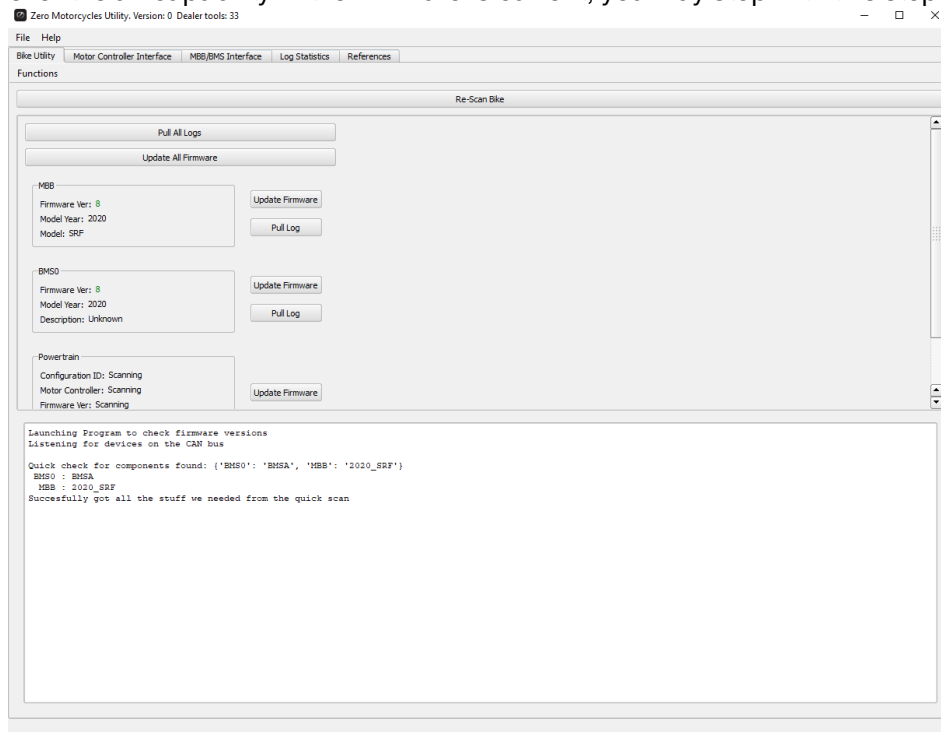 Zero Motorcycles Utility. Version: 0 Dealer tools: 33
File Help
Bike Utility Motor Controller Interface MBB/BMS Interface Log Statistics References
Functions
Re-Scan Bike
Pull All Logs
Update All Firmware
MBB
Firmware Ver: 8
Model Year: 2020
Model: SRF
Update Firmware
Pull Log
BMS0
Firmware Ver: 8
Model Year: 2020
Description: Unknown
Update Firmware
Pull Log
Powertrain
Configuration ID: Scanning
Motor Controller: Scanning
Firmware Ver: Scanning
Update Firmware
Launching Program to check firmware versions
Listening for devices on the CAN bus
Quick check for components found: {'BMS0': 'BMSA', 'MBB': '2020_SRF'}
BMS0 : BMSA
MBB : 2020_SRF
Succesfully got all the stuff we needed from the quick scan